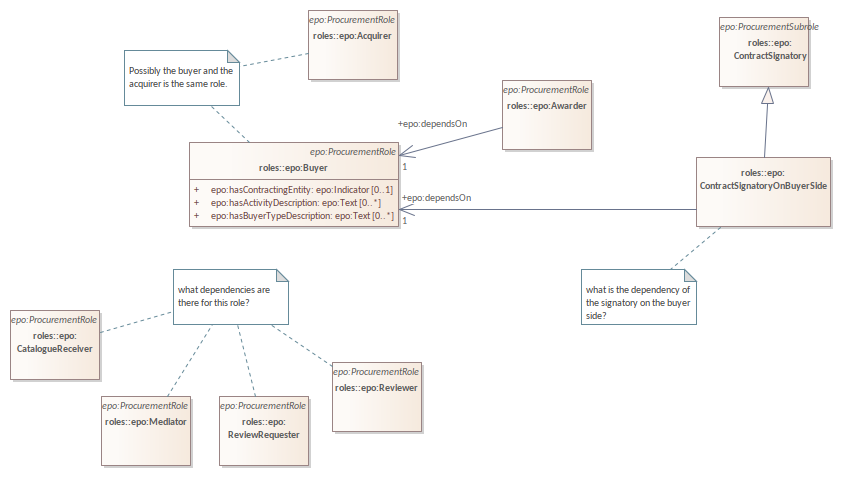 epo:ProcurementRole
roles::epo:Acquirer
epo:ProcurementSubrole
roles::epo:
ContractSignatory
Possibly the buyer and the
acquirer is the same role.
epo:ProcurementRole
roles::epo:Awarder
+epo:dependsOn
1
epo:ProcurementRole
roles::epo:Buyer
+ epo:hasContractingEntity: epo:Indicator [0..1]
+ epo:hasActivityDescription: epo:Text [0..*]
+ epo:hasBuyerTypeDescription: epo:Text [0..*]
roles::epo:
ContractSignatoryOnBuyerSide
+epo:dependsOn
1
what dependencies are
there for this role?
what is the dependency of
the signatory on the buyer
side?
epo:ProcurementRole
roles::epo:
CatalogueReceiver
epo:ProcurementRole
roles::epo:Reviewer
epo:ProcurementRole
roles::epo:Mediator
epo:ProcurementRole
roles::epo:
ReviewRequester